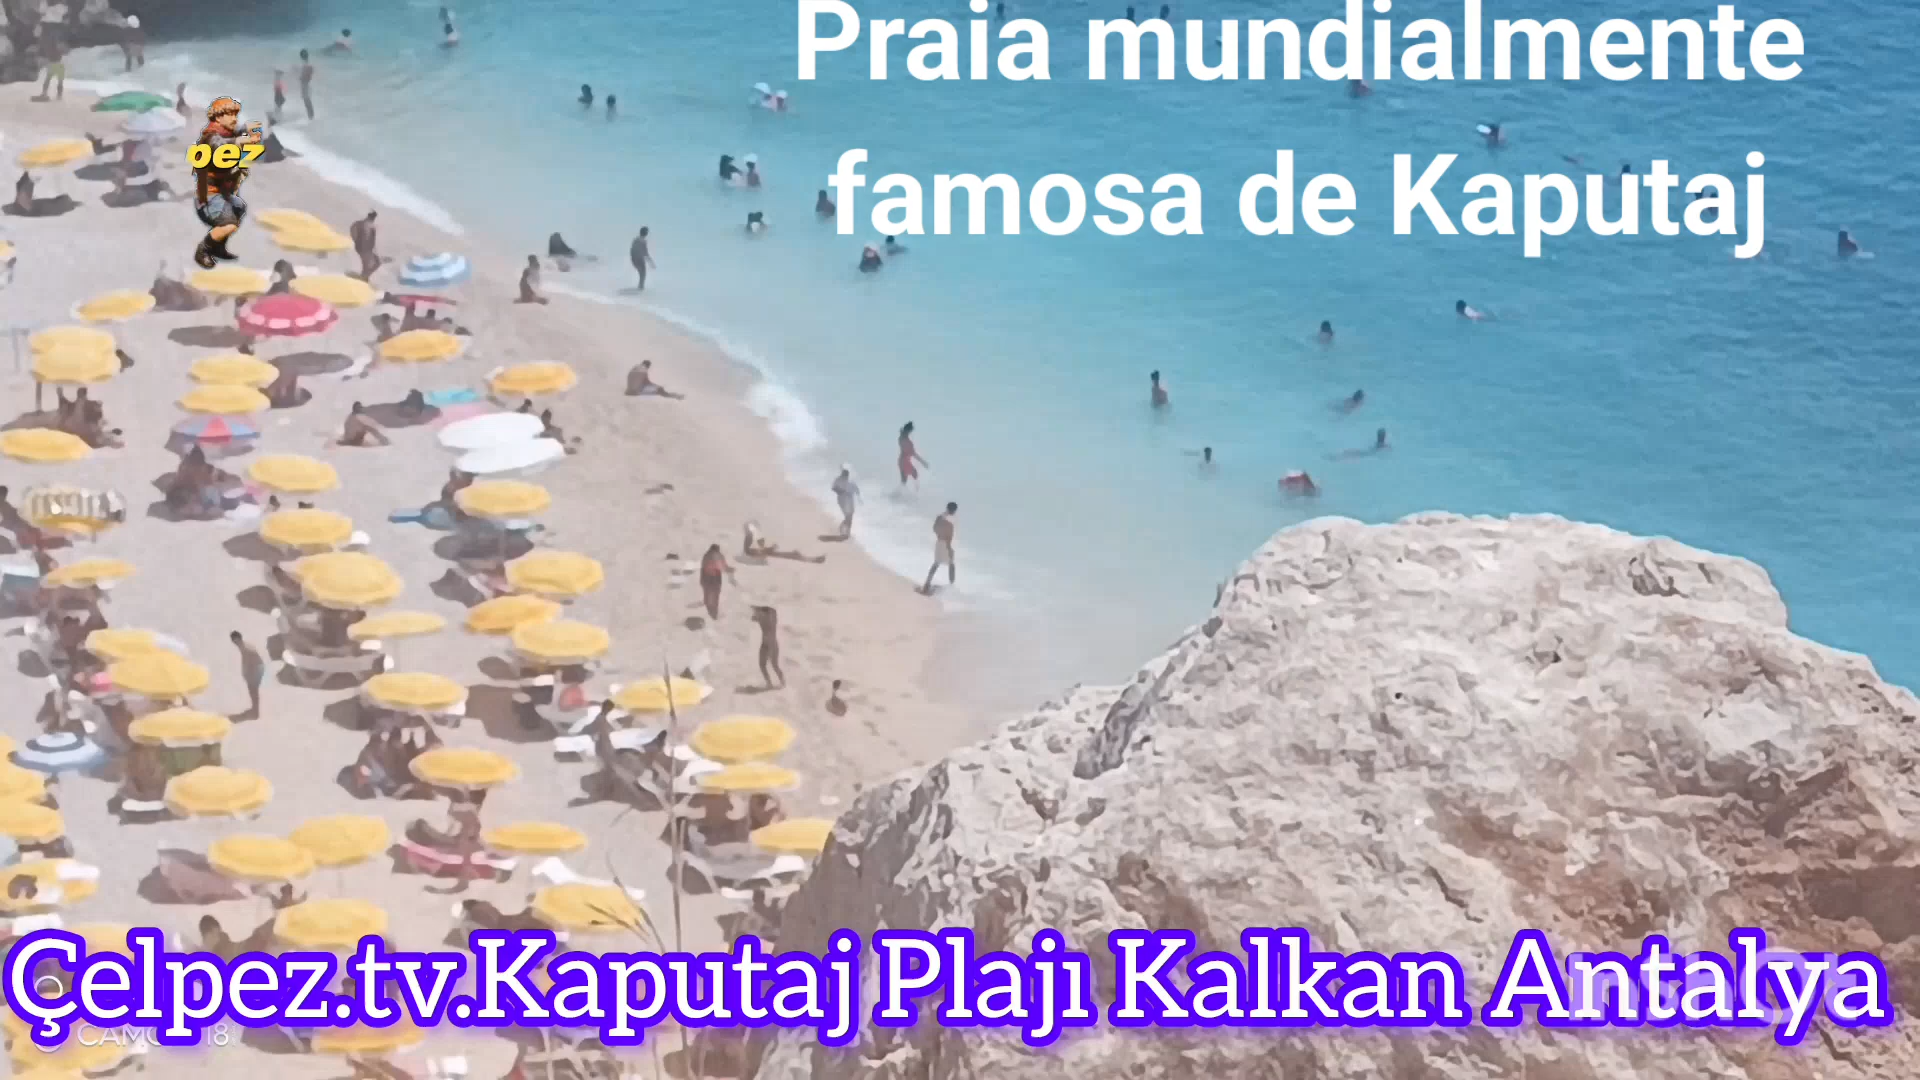 Praia mundialmente
famosa de Kaputaj
pez
Çelpez.tv.Kaputaj Plajı Kalkan Antalya